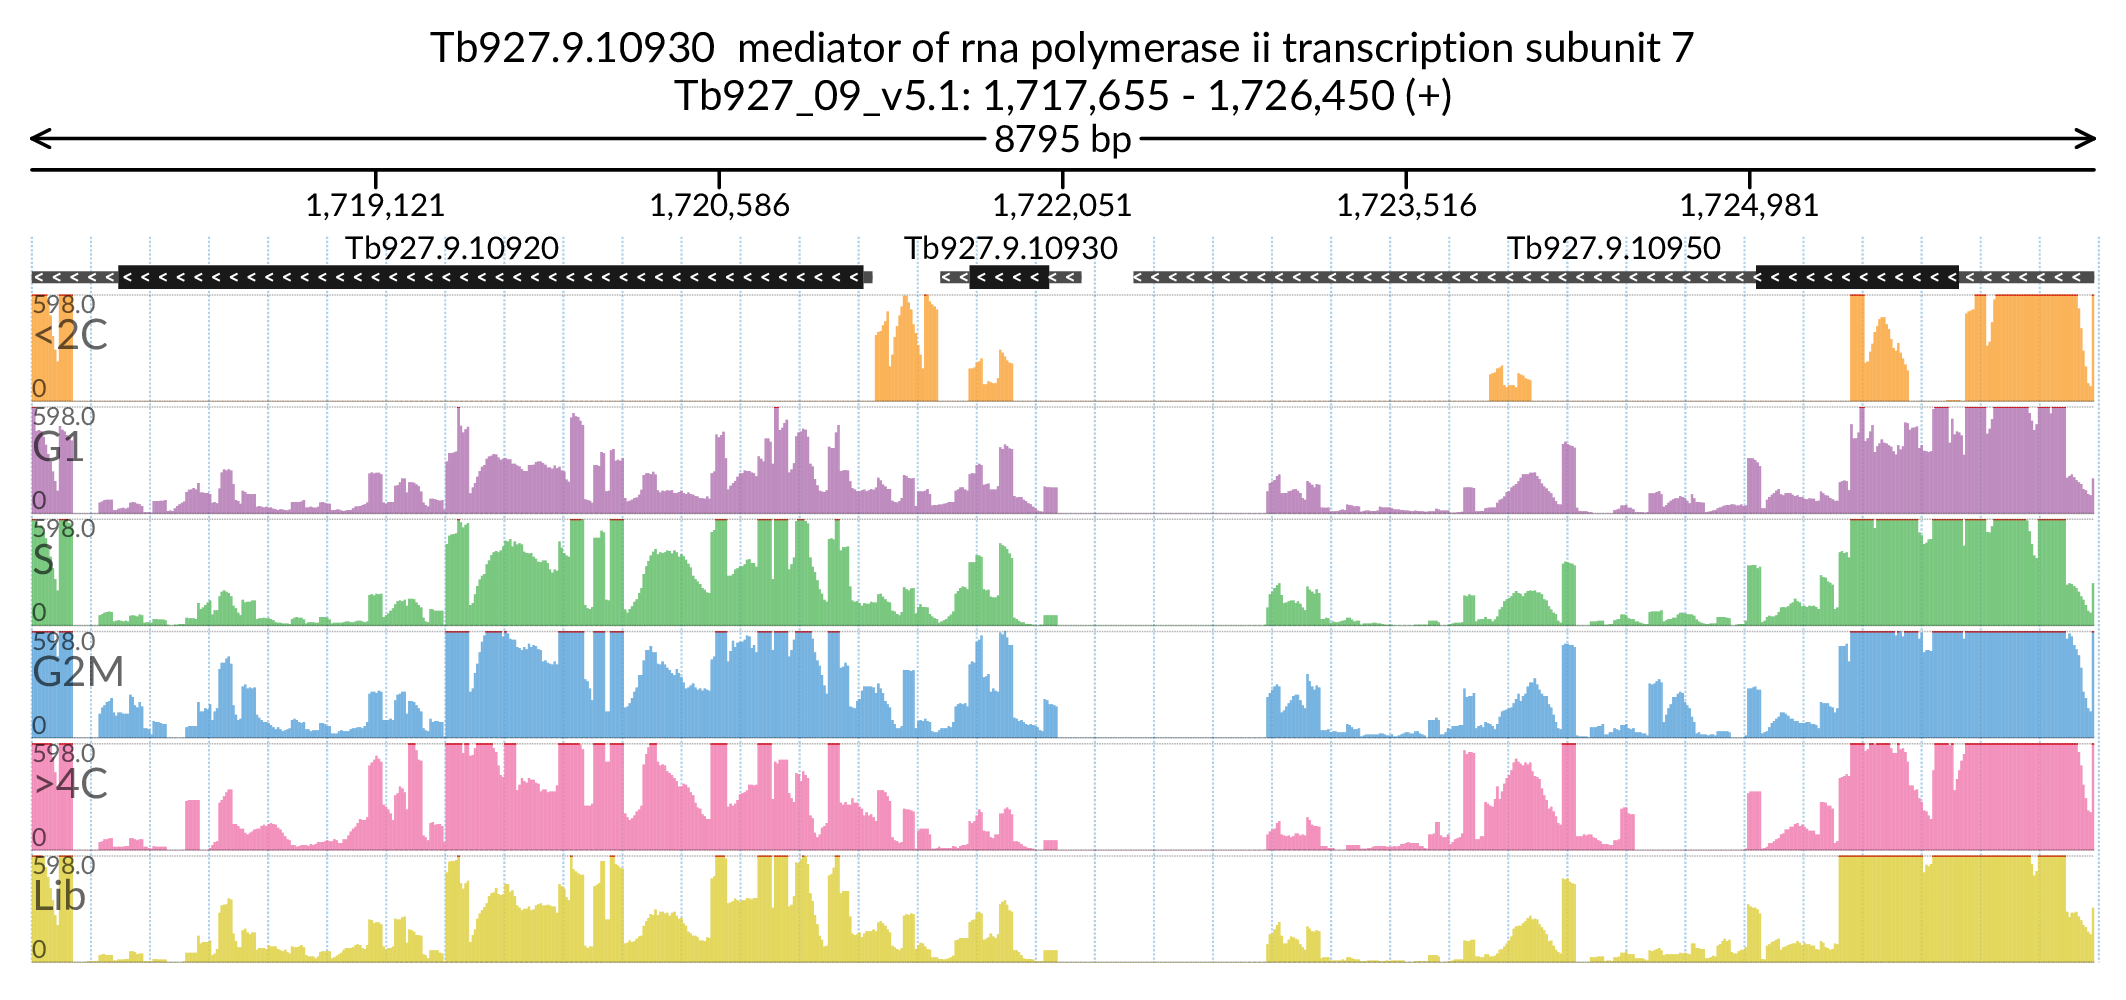 Tb927.9.10930  mediator of rna polymerase ii transcription subunit 7
Tb927_09_v5.1: 1,717,655 - 1,726,450 (+)
8795 bp
1,719,121 1,720,586 1,722,051 1,723,516 1,724,981
Tb927.9.10920 Tb927.9.10930 Tb927.9.10950
598.0
<2C
0
598.0
G1
0
598.0
S
0
598.0
G2M
0
598.0
>4C
0
598.0
Lib
0